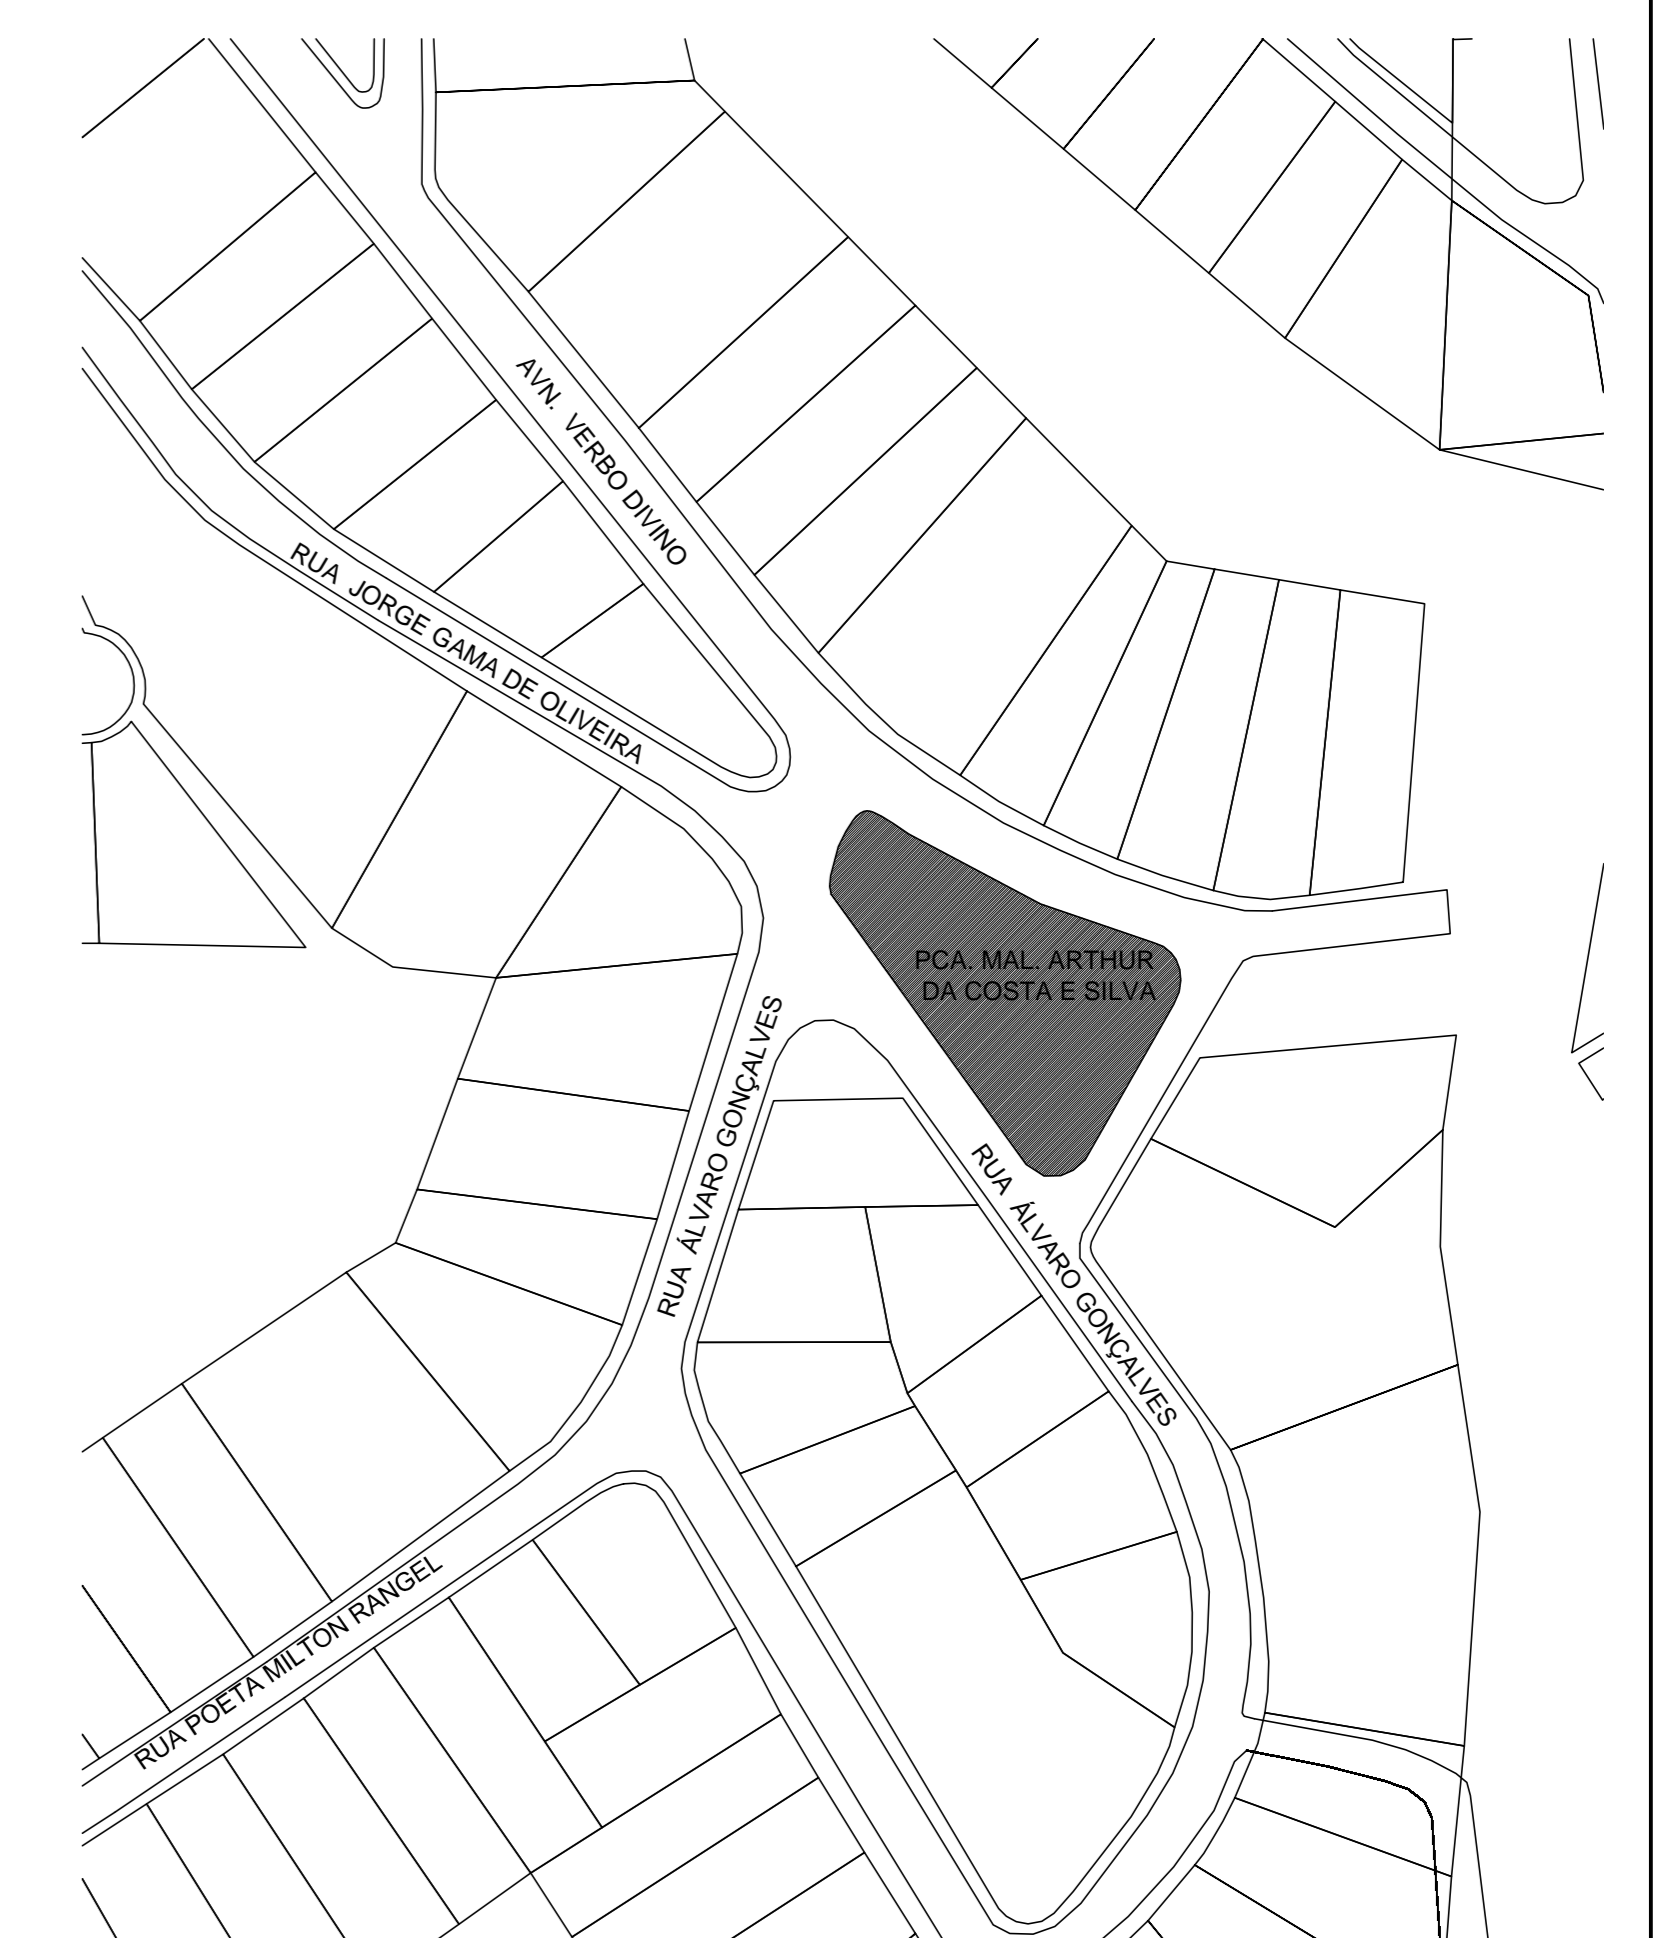 AVN. VERBO DIVINO
RUA JORGE GAMA DE OLIVEIRA
PCA. MAL. ARTHUR
DA COSTA E SILVA
RUA ÁLVARO GONÇALVES
RUA ÁLVARO GONÇALVES
RUA POETA MILTON RANGEL